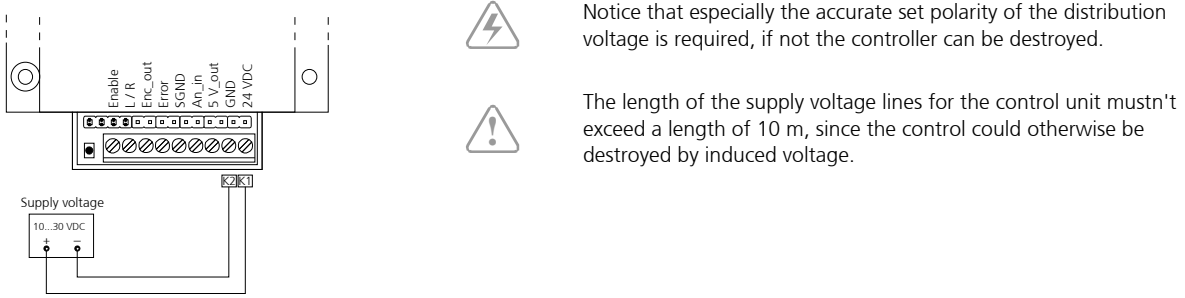 Enable
L / R
Enc_out
Error
SGND
An_in
5 V_out
GND
24 VDC
K2 K1
Supply voltage
10...30 VDC
+ –
Notice that especially the accurate set polarity of the distribution
voltage is required, if not the controller can be destroyed.
The length of the supply voltage lines for the control unit mustn't
exceed a length of 10 m, since the control could otherwise be
destroyed by induced voltage.